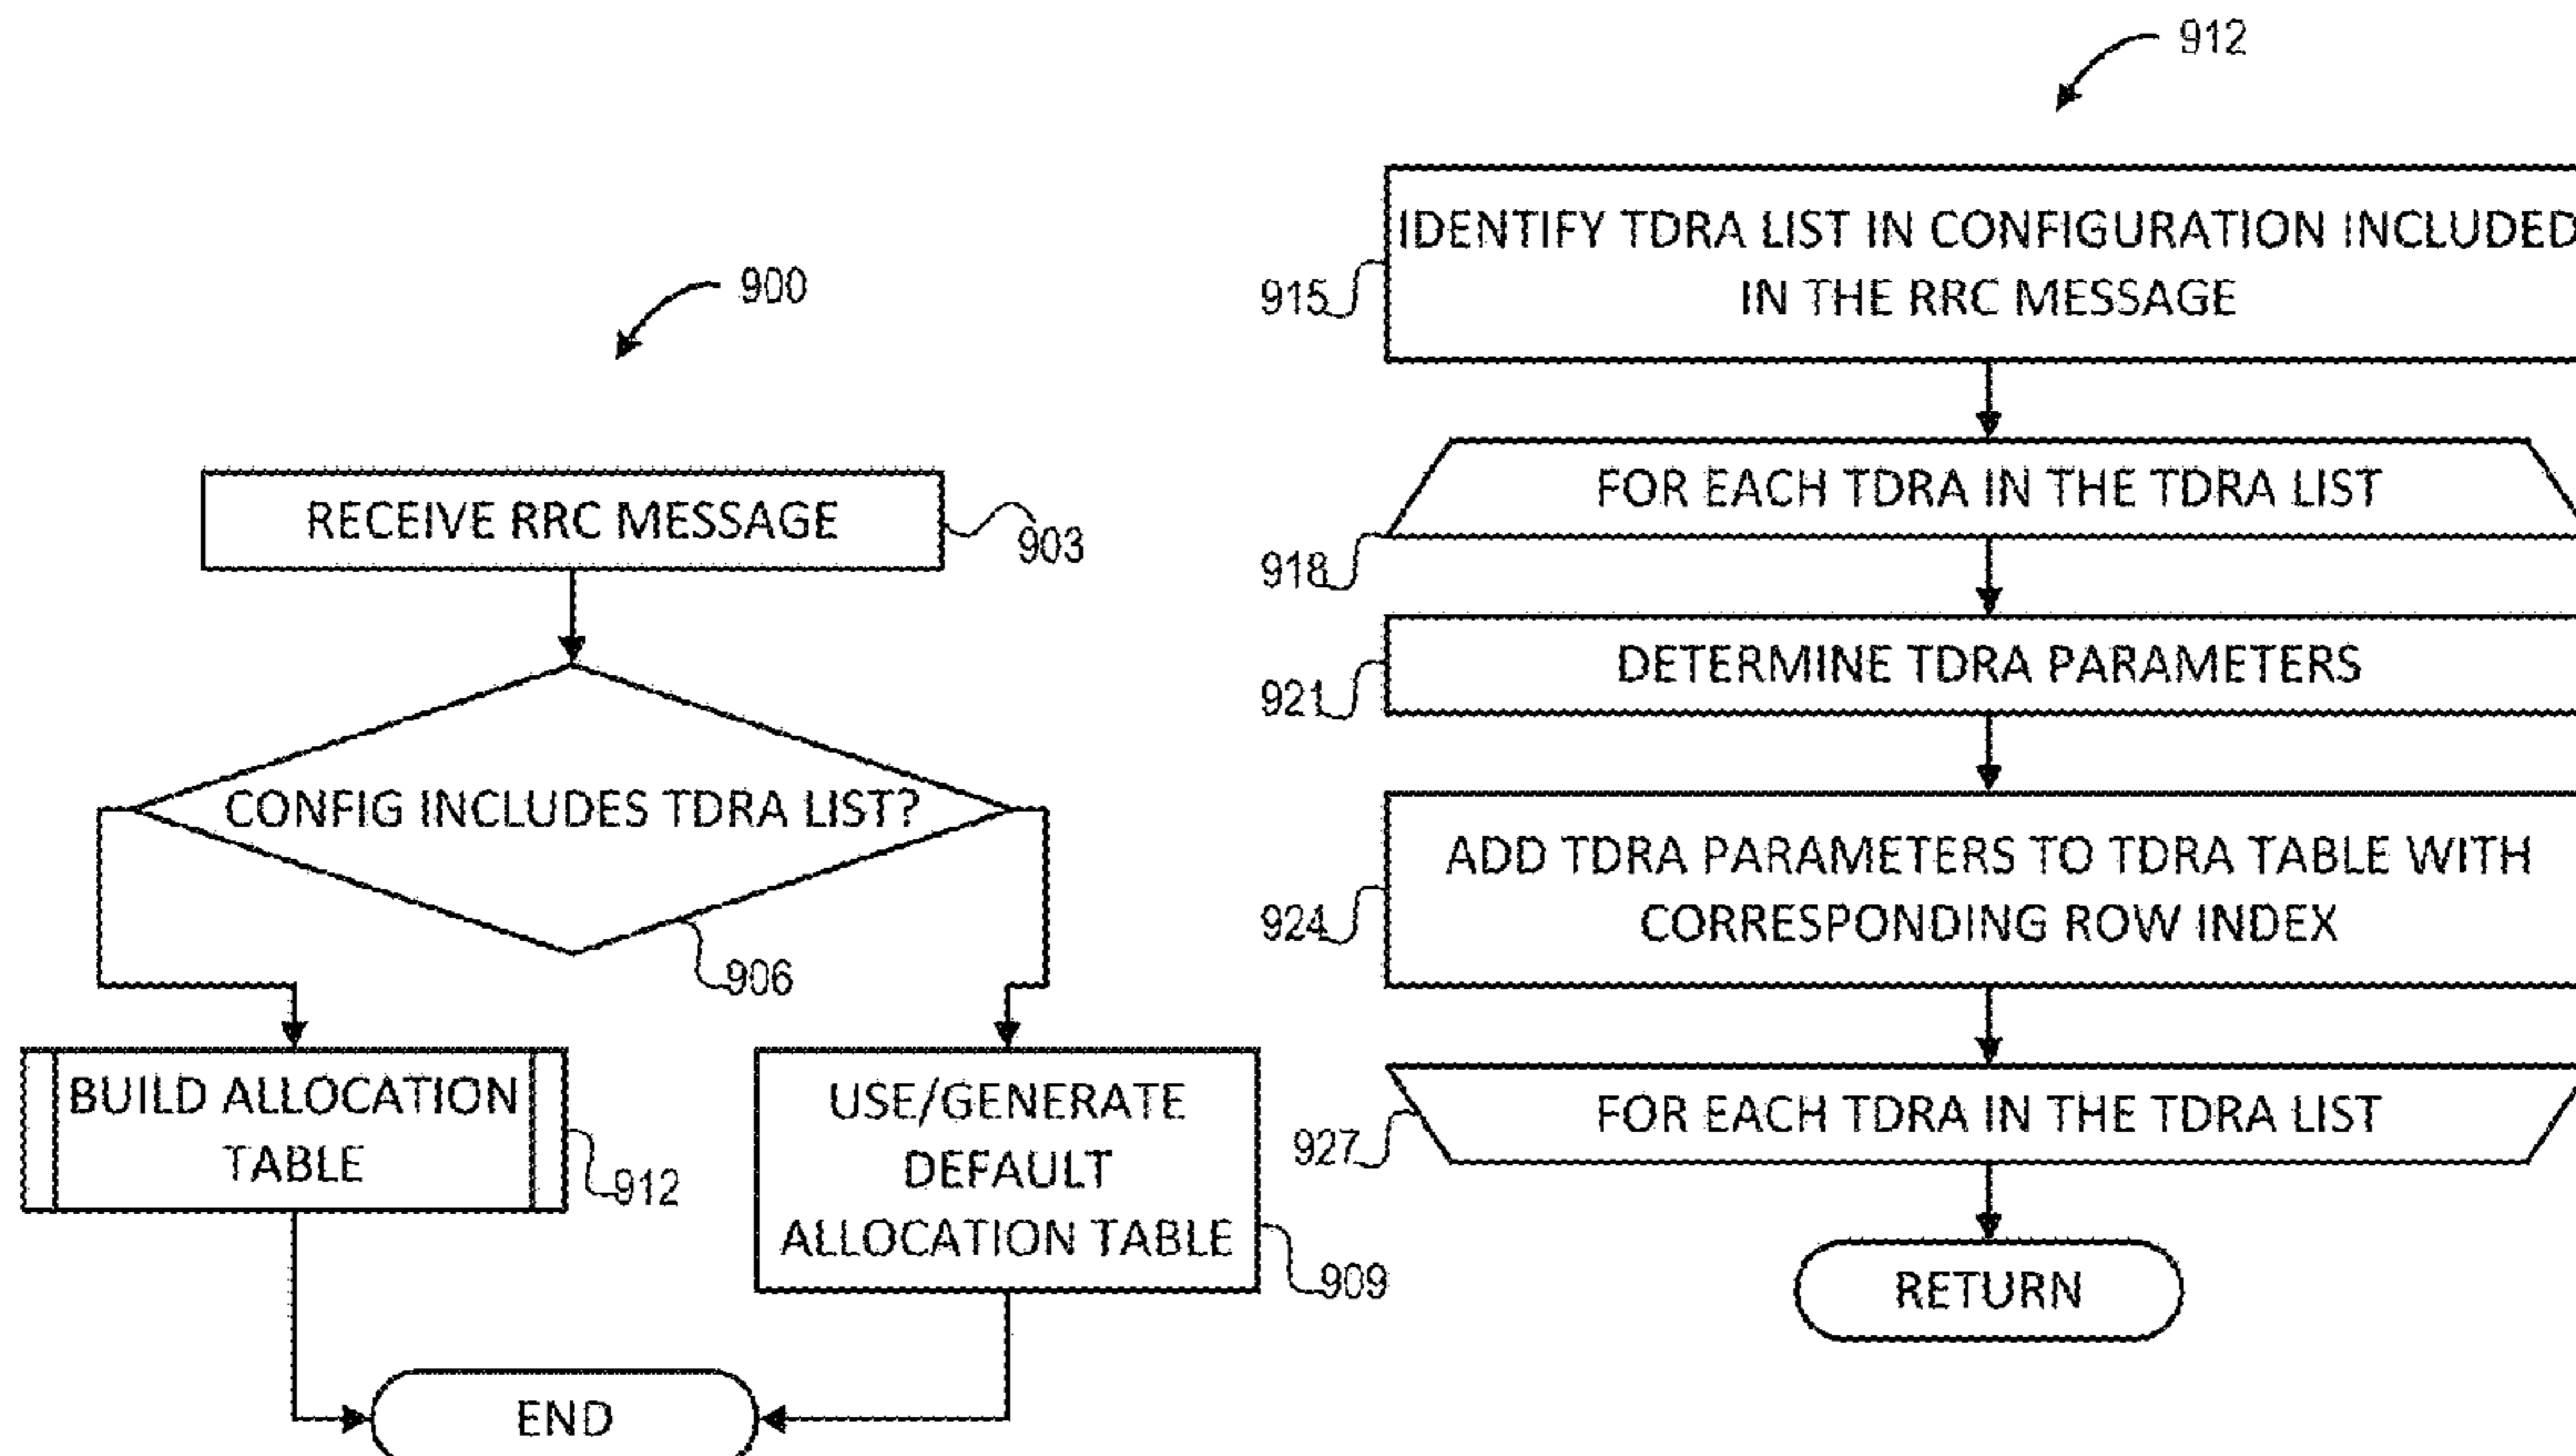 900
RECEIVE RRC MESSAGE
903
CONFIG INCLUDES TDRA LIST?
906
BUILD ALLOCATION
TABLE
912
USE/GENERATE
DEFAULT
ALLOCATION TABLE
909
END
912
IDENTIFY TDRA LIST IN CONFIGURATION INCLUDED
IN THE RRC MESSAGE
915
FOR EACH TDRA IN THE TDRA LIST
918
DETERMINE TDRA PARAMETERS
921
ADD TDRA PARAMETERS TO TDRA TABLE WITH
CORRESPONDING ROW INDEX
924
FOR EACH TDRA IN THE TDRA LIST
927
RETURN